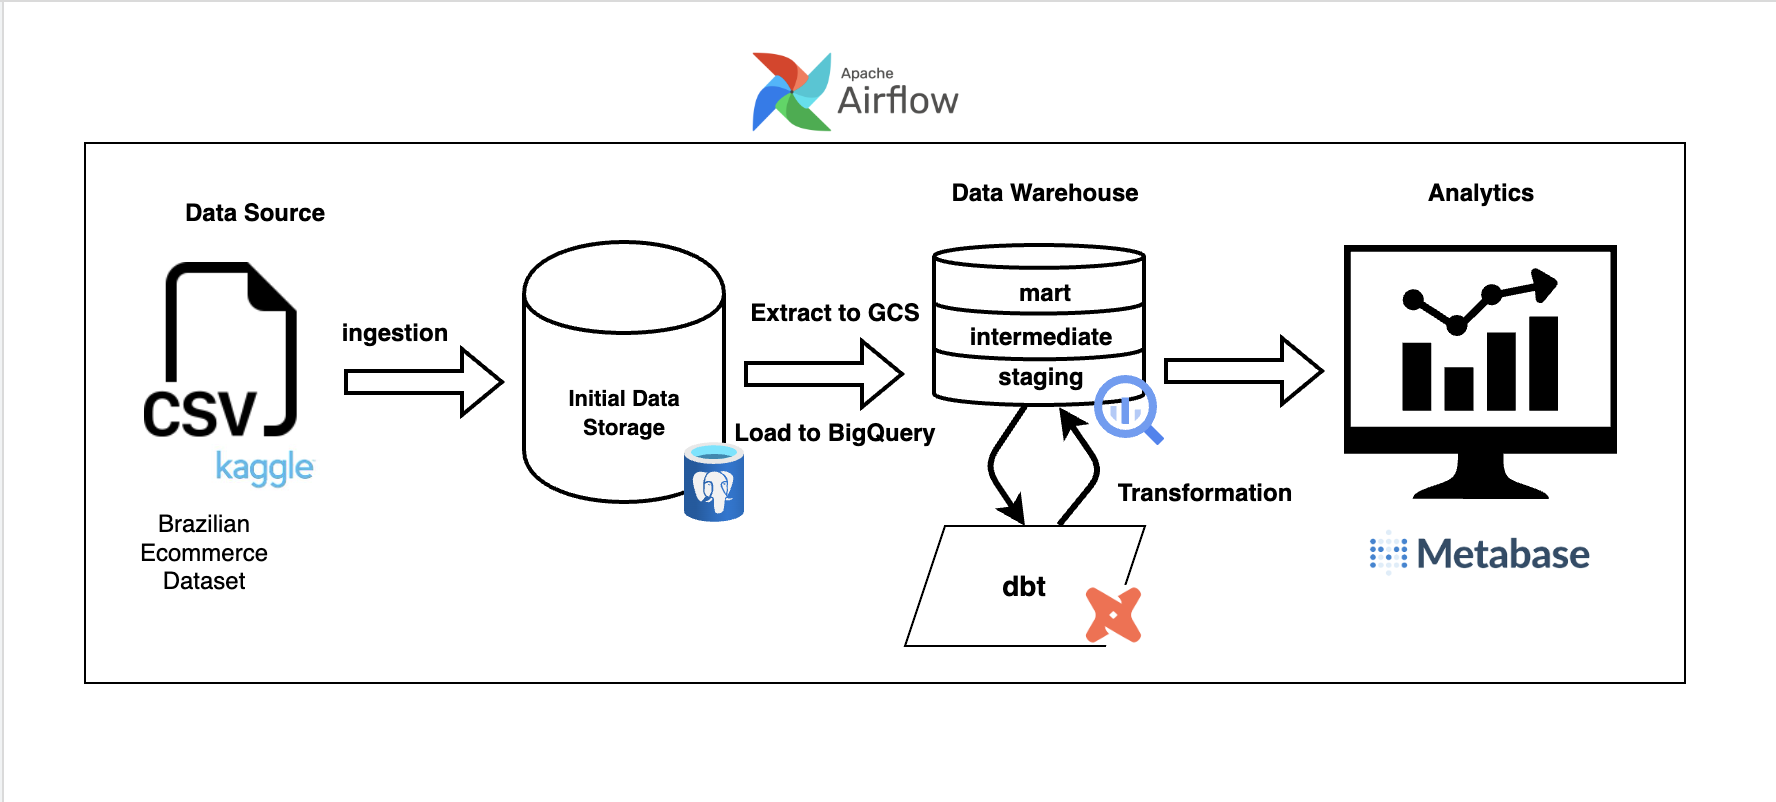 Apache
Airflow
Data Source
CSV
kaggle
Brazilian
Ecommerce
Dataset
ingestion
Initial Data
Storage
Extract to GCS
Load to BigQuery
Data Warehouse
mart
intermediate
staging
Transformation
dbt
Analytics
Metabase